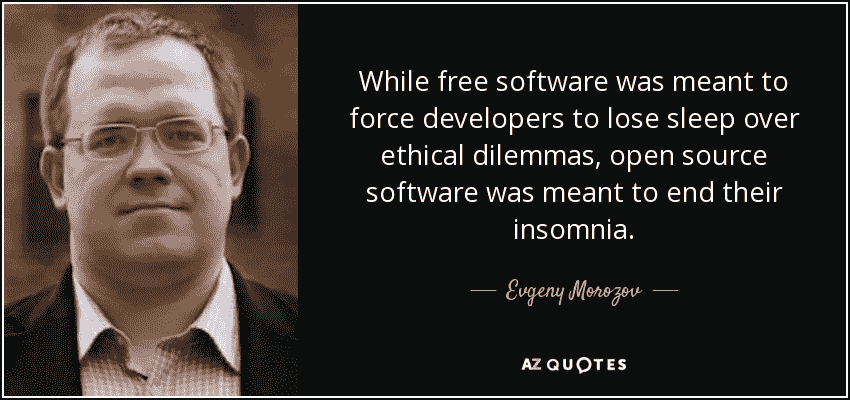 While free software was meant to
force developers to lose sleep over
ethical dilemmas, open source
software was meant to end their
insomnia.
Evgeny Morozov
AZ QUOTES